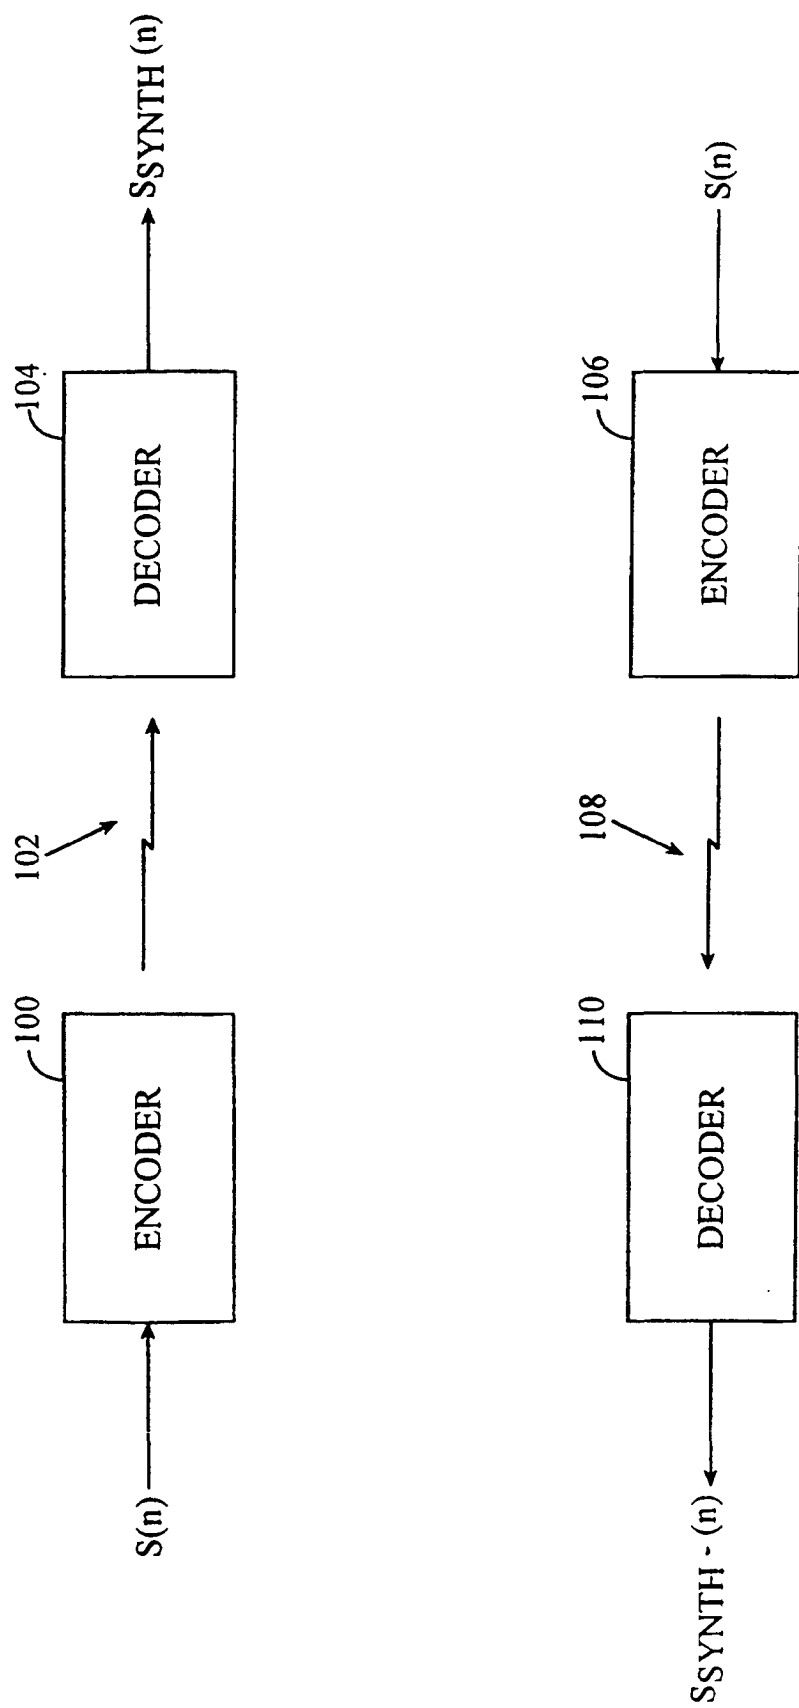 S(n)
100
ENCODER
102
104
DECODER
SSYNTH (n)
SSYNTH - (n)
110
DECODER
108
106
ENCODER
S(n)